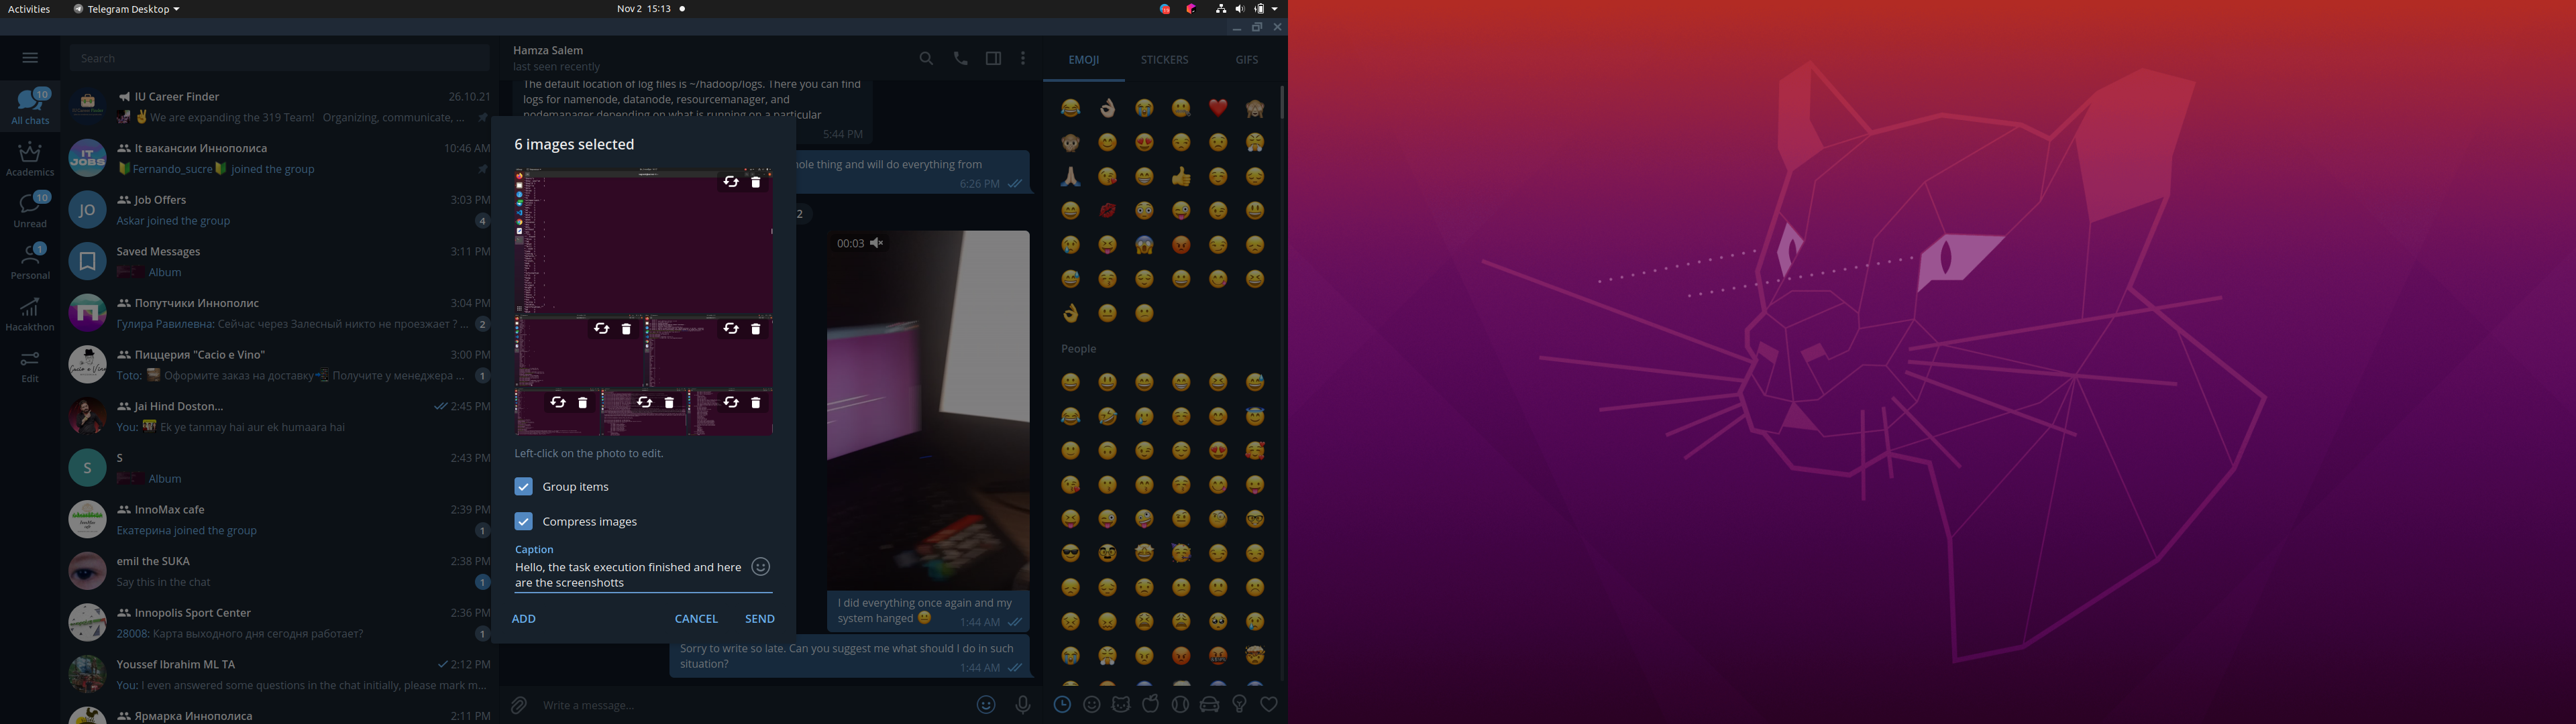 Activities
Telegram Desktop
Nov 2 15:13
Search
All chats
10
Academics
Unread
10
Personal
1
Hacakthon
Edit
IU Career Finder
26.10.21
We are expanding the 319 Team! Organizing, communicate, ...
It вакансии Иннополиса
10:46 AM
Fernando_sucre joined the group
IT JOBS
JO
Job Offers
3:03 PM
Askar joined the group
4
Saved Messages
3:11 PM
Album
Попутчики Иннополис
3:04 PM
Гулира Равилевна: Сейчас через Залесный никто не проезжает ? ...
2
Пиццерия "Cacio e Vino"
3:00 PM
Toto: Оформите заказ на доставку Получите у менеджера ...
1
Jai Hind Doston...
2:45 PM
You: Ek ye tanmay hai aur ek humaara hai
S
S
2:43 PM
Album
InnoMax cafe
2:39 PM
Екатерина joined the group
1
emil the SUKA
2:38 PM
Say this in the chat
1
Innopolis Sport Center
2:36 PM
28008: Карта выходного дня сегодня работает?
1
Youssef Ibrahim ML TA
2:12 PM
You: I even answered some questions in the chat initially, please mark m...
Ярмарка Иннополиса
2:11 PM
Hamza Salem
last seen recently
The default location of log files is ~/hadoop/logs. There you can find
logs for namenode, datanode, resourcemanager, and
nodemanager depending on what is running on a particular
5:44 PM
hole thing and will do everything from
6:26 PM
2
00:03
I did everything once again and my
system hanged
1:44 AM
Sorry to write so late. Can you suggest me what should I do in such
situation?
1:44 AM
Write a message...
6 images selected
Left-click on the photo to edit.
Group items
Compress images
Caption
Hello, the task execution finished and here
are the screenshotts
ADD
CANCEL
SEND
EMOJI
STICKERS
GIFS
People